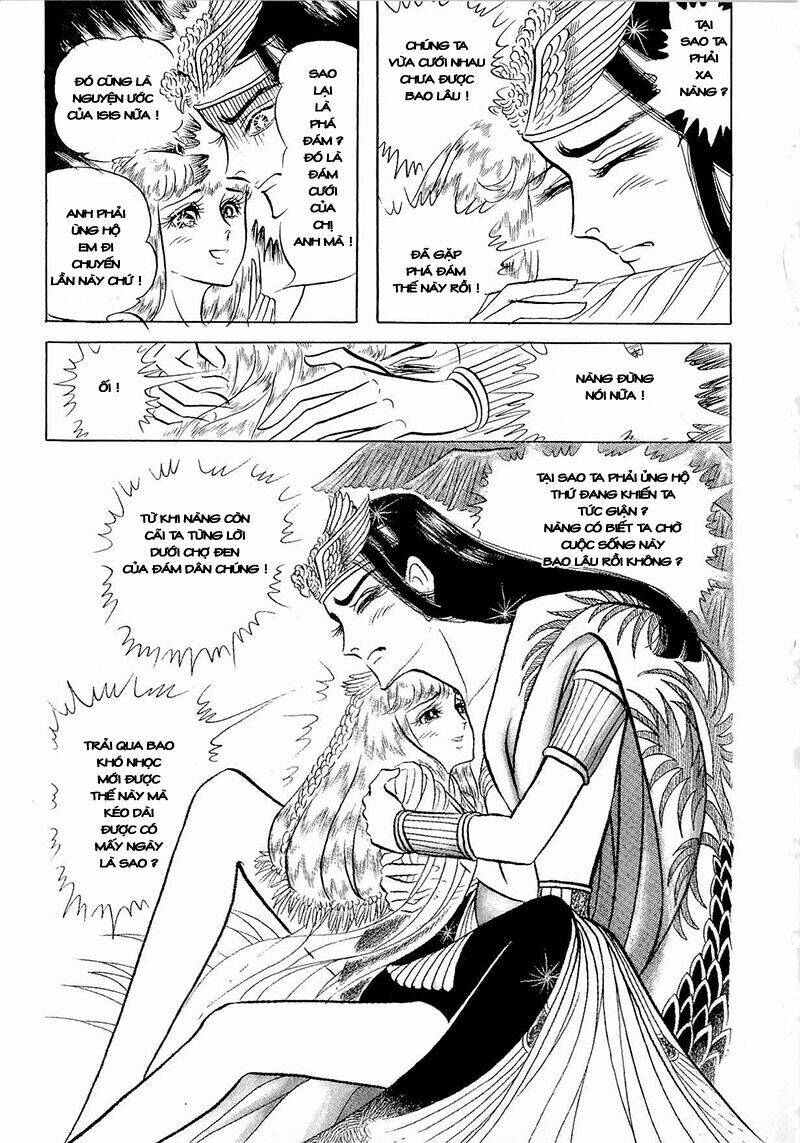 TẠI
SAO TA
PHẢI
XA
NÀNG ?
CHÚNG TA
VỪA CƯỚI NHAU
CHƯA ĐƯỢC
BAO LÂU !
ĐÃ GẶP
PHÁ ĐÁM
THẾ NÀY RỒI !
SAO
LẠI
LÀ
PHÁ
ĐÁM ?
ĐÓ LÀ
ĐÁM
CƯỚI
CỦA
CHỊ
ANH MÀ !
ĐÓ CŨNG LÀ
NGUYỆN ƯỚC
CỦA ISIS NỮA !
ANH PHẢI
ỦNG HỘ
EM ĐI
CHUYẾN
LẦN NÀY CHỨ !
NÀNG ĐỪNG
NÓI NỮA !
ỐI !
TẠI SAO TA PHẢI ỦNG HỘ
THỨ ĐANG KHIẾN TA
TỨC GIẬN ?
NÀNG CÓ BIẾT TA CHỜ
CUỘC SỐNG NÀY
BAO LÂU RỒI KHÔNG ?
TỪ KHI NÀNG CÒN
CÃI TA TỪNG LỜI
DƯỚI CHỢ ĐEN
CỦA ĐÁM DÂN CHÚNG !
TRẢI QUA BAO
KHÓ NHỌC
MỚI ĐƯỢC
THẾ NÀY MÀ
KÉO DÀI
ĐƯỢC CÓ
MẤY NGÀY
LÀ SAO ?